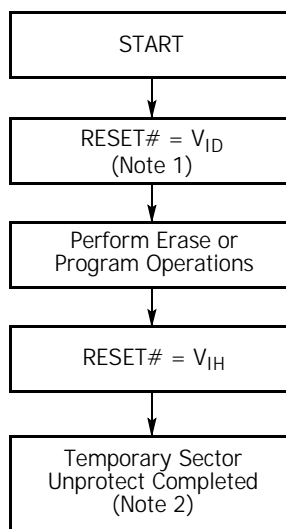 START
RESET# = VID
(Note 1)
Perform Erase or
Program Operations
RESET# = VIH
Temporary Sector
Unprotect Completed
(Note 2)